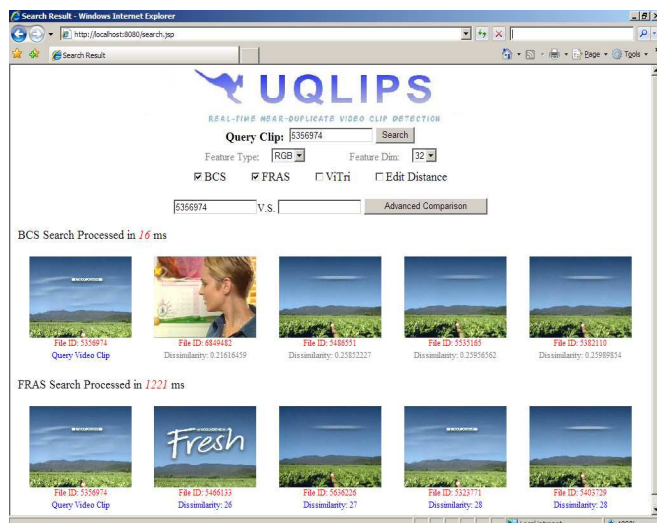 Search Result - Windows Internet Explorer
http://localhost:8080/search.jsp
Search Result
Page
Tools
UQLIPS
REAL-TIME NEAR-DUPLICATE VIDEO CLIP DETECTION
Query Clip: 5356974 Search
Feature Type: RGB Feature Dim: 32
BCS FRAS ViTri Edit Distance
5356974 V.S. Advanced Comparison
BCS Search Processed in 16 ms
File ID: 5356974 File ID: 6849482 File ID: 5486551 File ID: 5535165 File ID: 5382110
Query Video Clip Dissimilarity: 0.21616459 Dissimilarity: 0.25852227 Dissimilarity: 0.25956562 Dissimilarity: 0.25989854
FRAS Search Processed in 1221 ms
Fresh
File ID: 5356974 File ID: 5466133 File ID: 5636226 File ID: 5323771 File ID: 5403729
Query Video Clip Dissimilarity: 26 Dissimilarity: 27 Dissimilarity: 28 Dissimilarity: 28